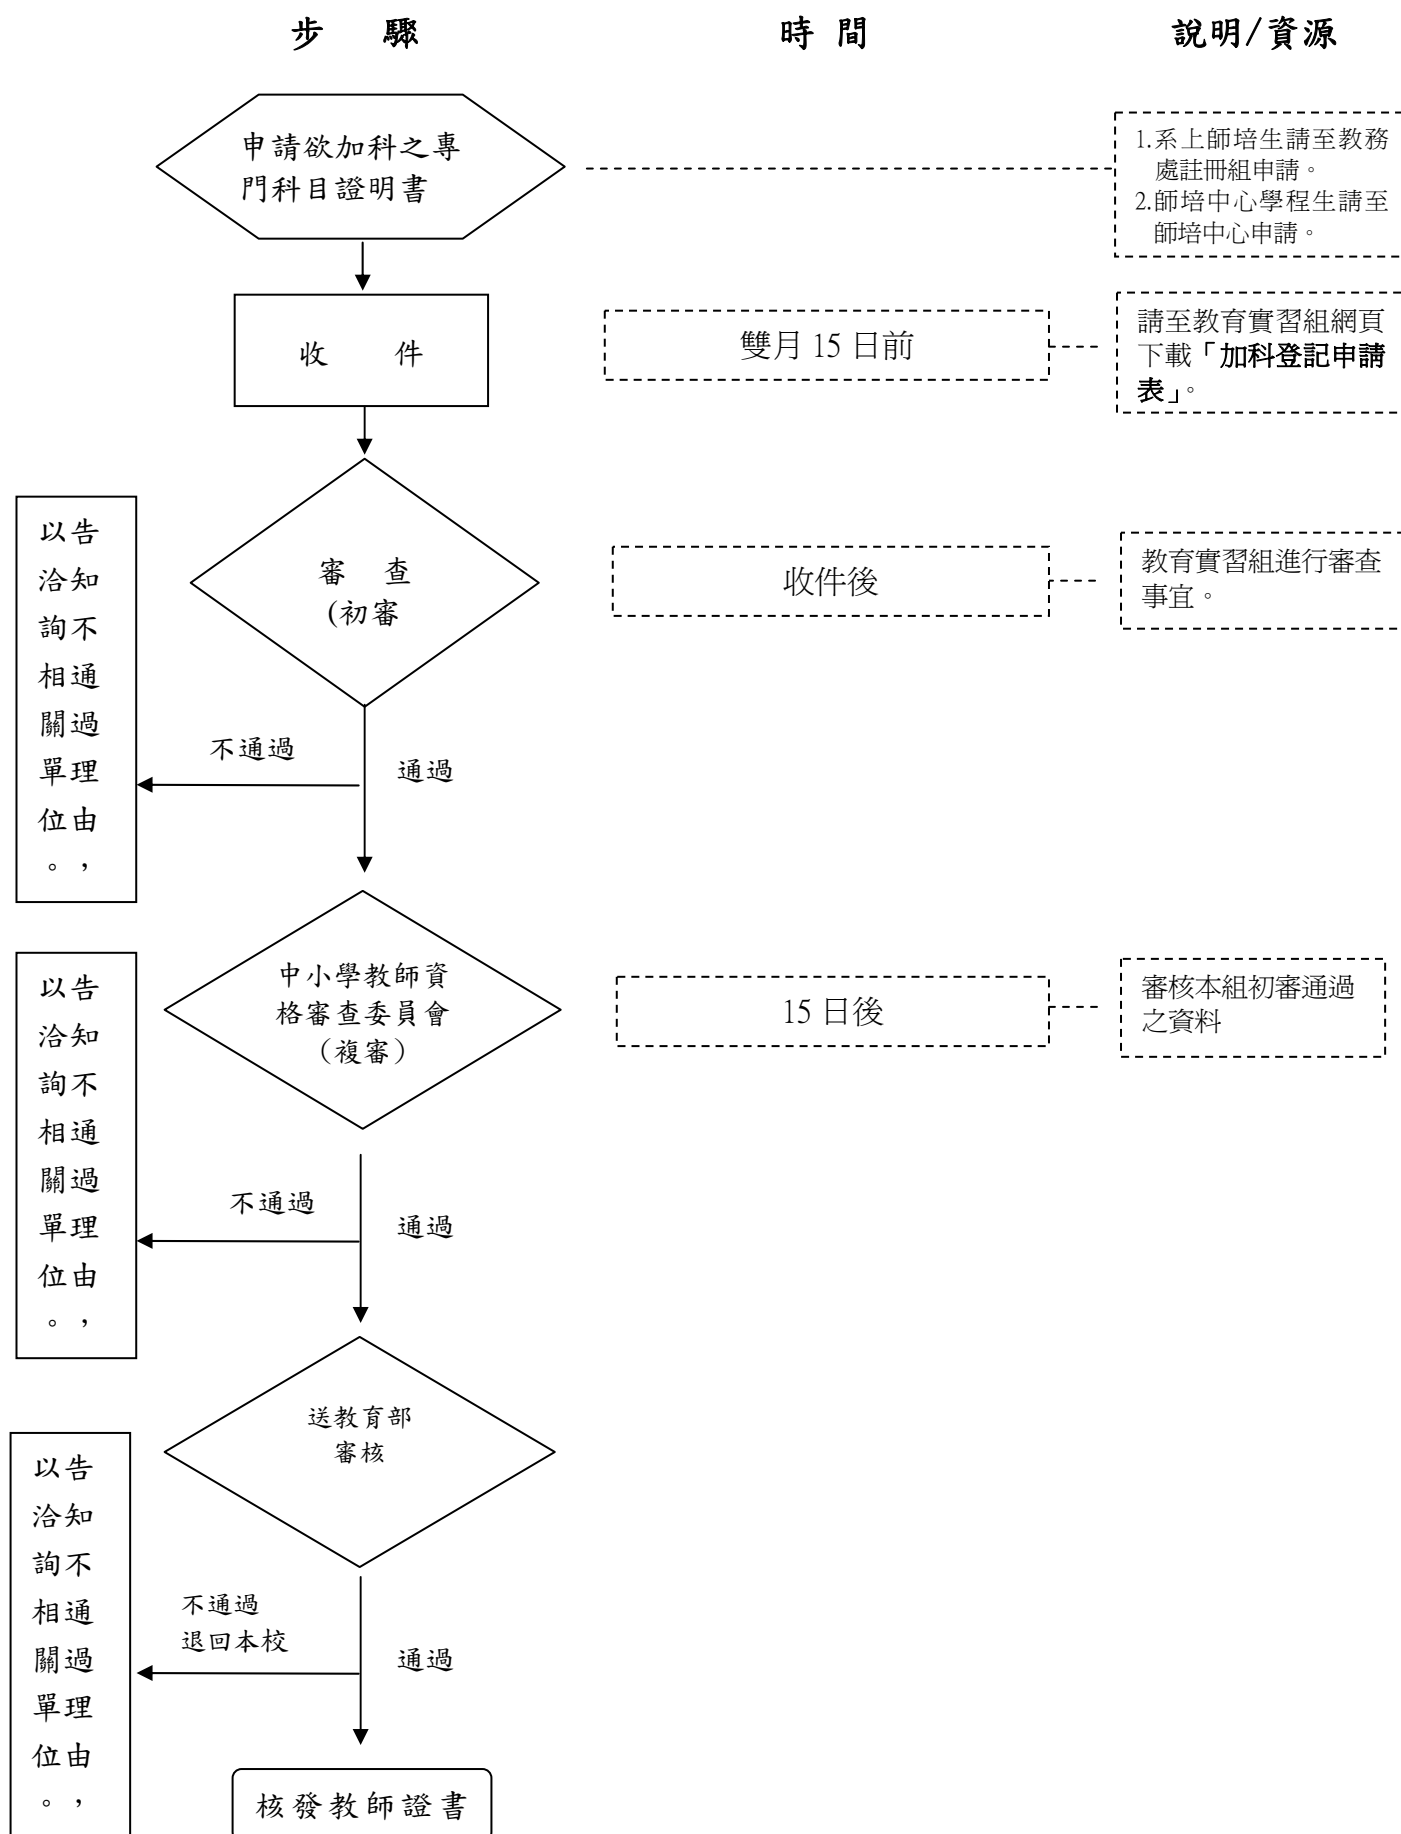 步 驟
時 間
說明/資源
申請欲加科之專
門科目證明書
1.系上師培生請至教務
處註冊組申請。
2.師培中心學程生請至
師培中心申請。
收 件
雙月 15 日前
請至教育實習組網頁
下載「加科登記申請
表」。
審 查
(初審
收件後
教育實習組進行審查
事宜。
告知不通過理由,
以洽詢相關單位。
不通過
通過
中小學教師資
格審查委員會
(複審)
15 日後
審核本組初審通過
之資料
告知不通過理由,
以洽詢相關單位。
不通過
通過
送教育部
審核
告知不通過理由,
以洽詢相關單位。
不通過
退回本校
通過
核發教師證書